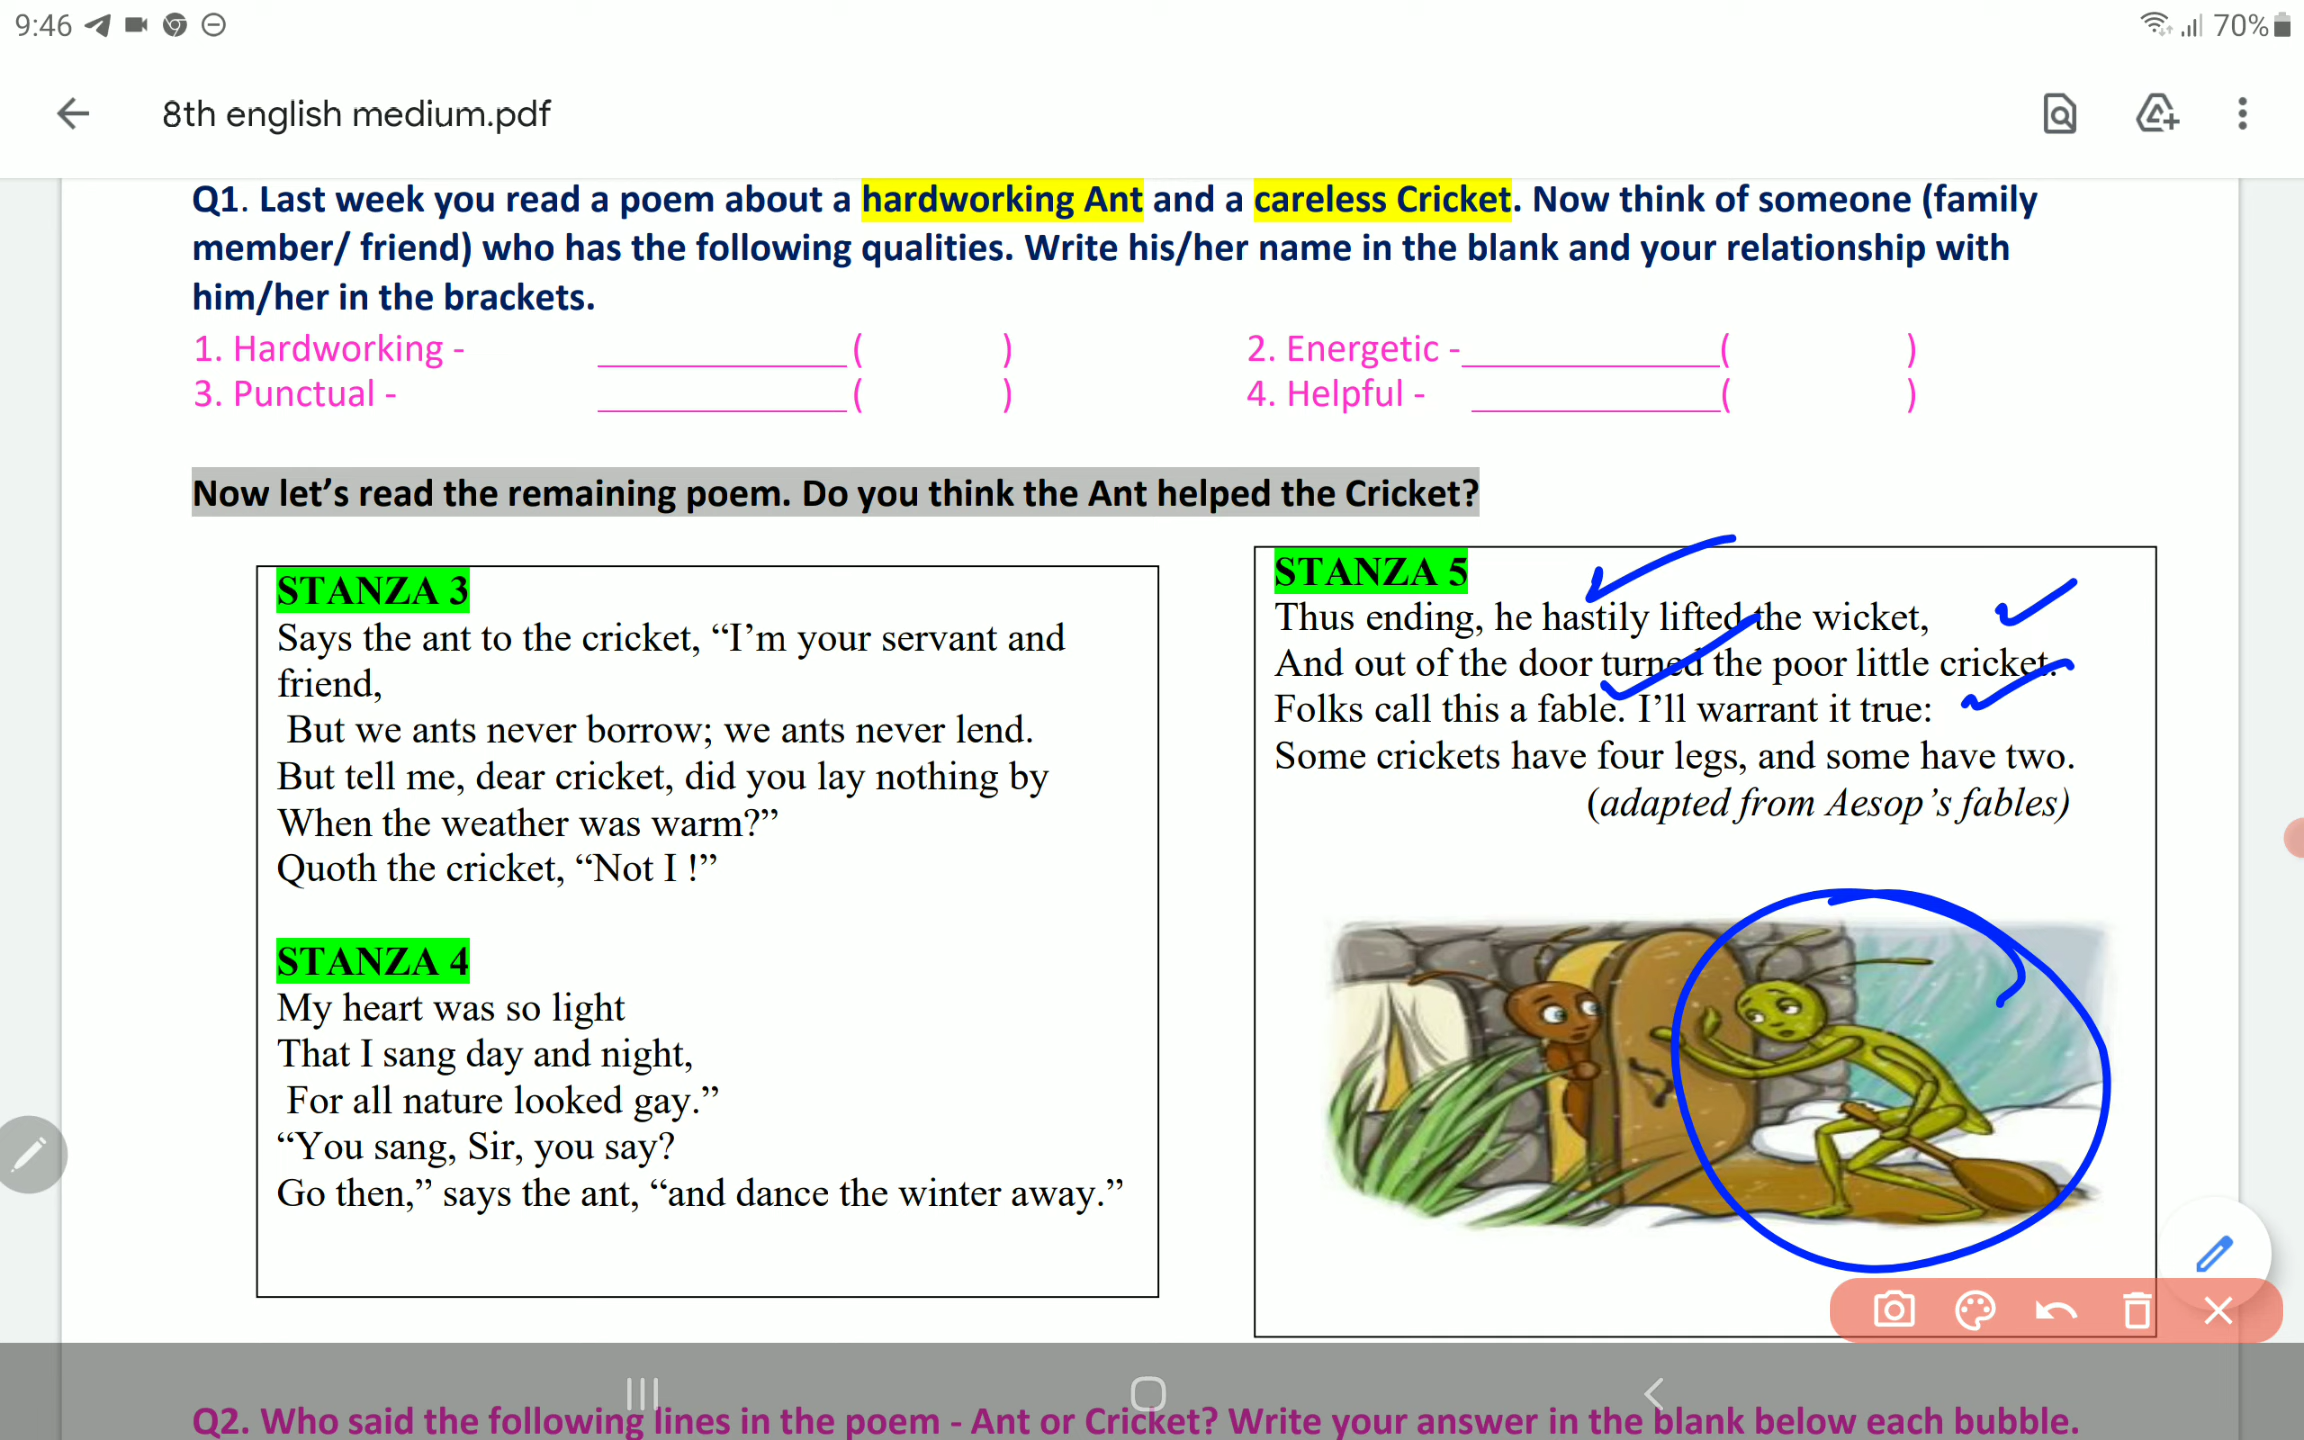 9:46
70%
8th english medium.pdf
Q1. Last week you read a poem about a hardworking Ant and a careless Cricket. Now think of someone (family
member/ friend) who has the following qualities. Write his/her name in the blank and your relationship with
him/her in the brackets.
1. Hardworking - ______________( ) 2. Energetic -______________( )
3. Punctual - ______________( ) 4. Helpful - ______________( )
Now let’s read the remaining poem. Do you think the Ant helped the Cricket?
STANZA 3
Says the ant to the cricket, “I’m your servant and
friend,
But we ants never borrow; we ants never lend.
But tell me, dear cricket, did you lay nothing by
When the weather was warm?”
Quoth the cricket, “Not I !”
STANZA 4
My heart was so light
That I sang day and night,
For all nature looked gay.”
“You sang, Sir, you say?
Go then,” says the ant, “and dance the winter away.”
STANZA 5
Thus ending, he hastily lifted the wicket,
And out of the door turned the poor little cricket.
Folks call this a fable. I’ll warrant it true:
Some crickets have four legs, and some have two.
(adapted from Aesop’s fables)
Q2. Who said the following lines in the poem - Ant or Cricket? Write your answer in the blank below each bubble.